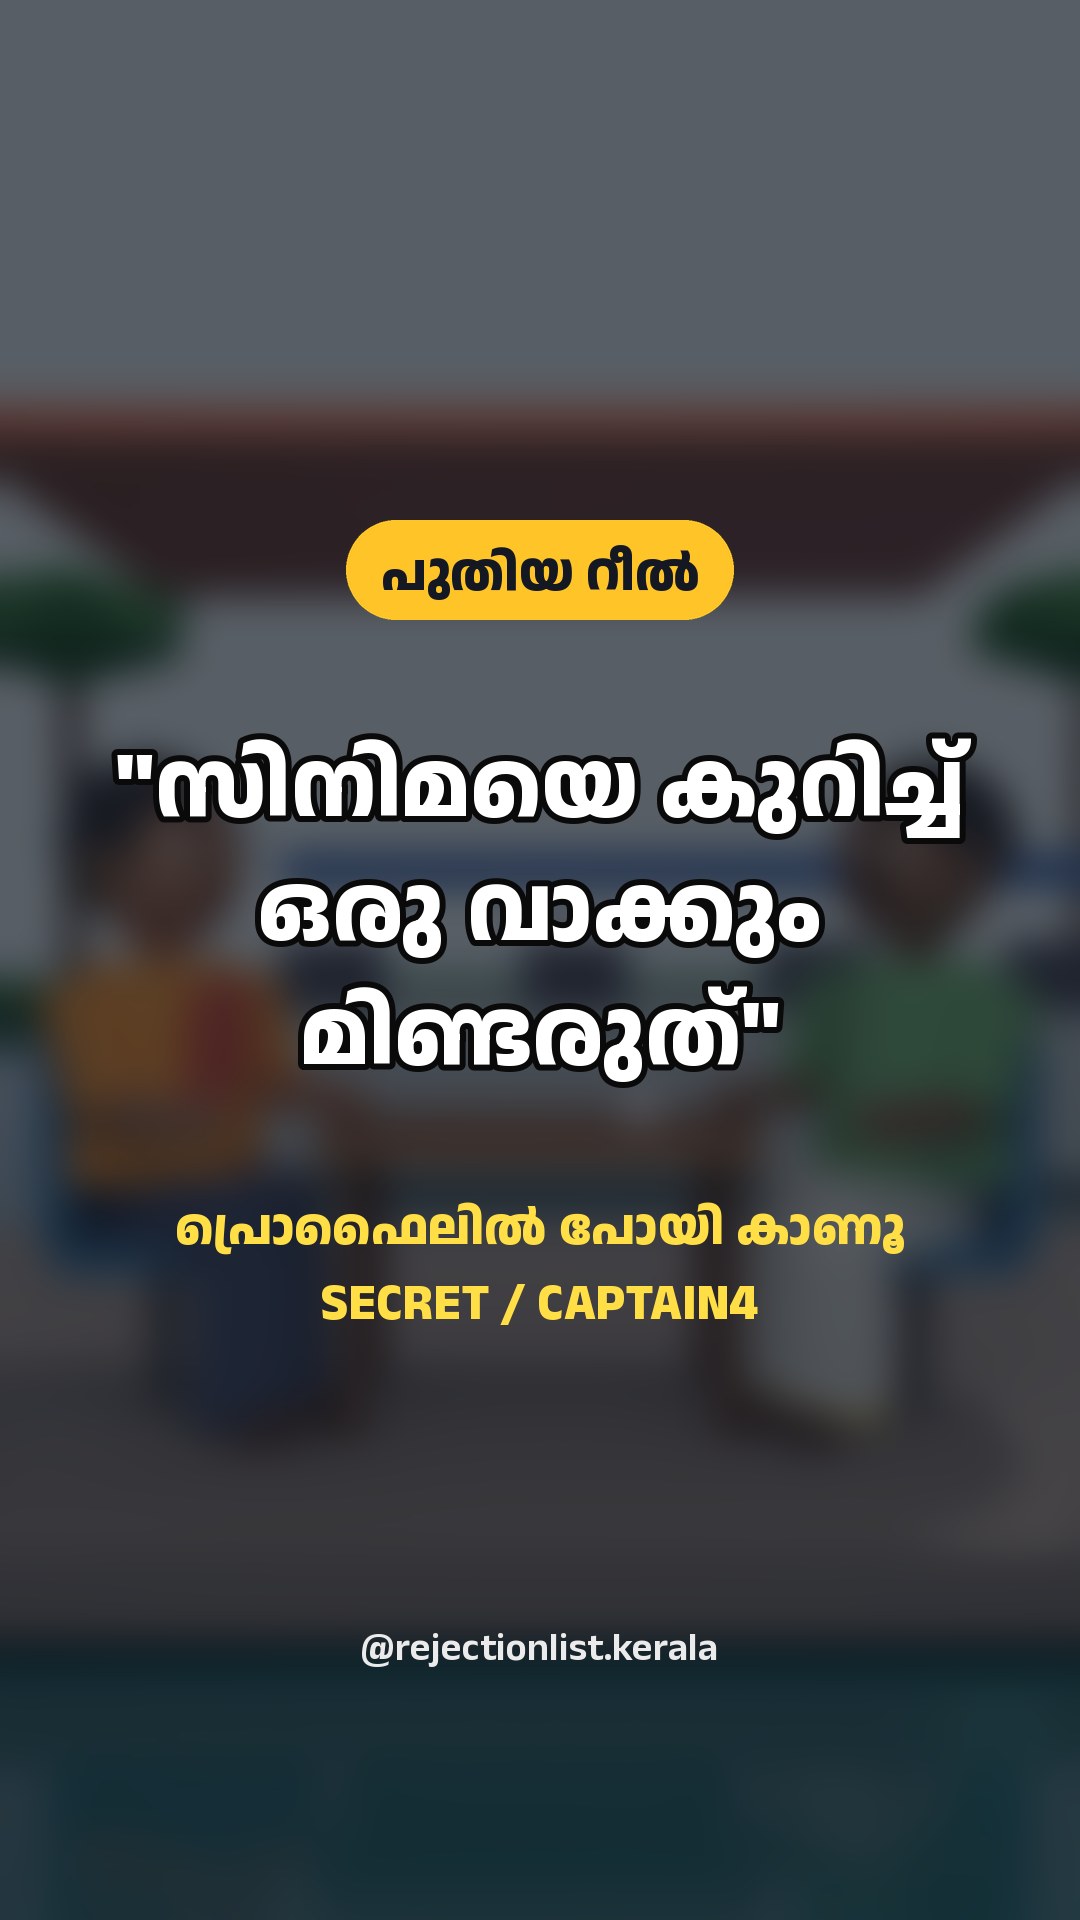 പുതിയ റീൽ
"സിനിമയെ കുറിച്ച്
ഒരു വാക്കും
മിണ്ടരുത്"
പ്രൊഫൈലിൽ പോയി കാണൂ
SECRET / CAPTAIN4
@rejectionlist.kerala